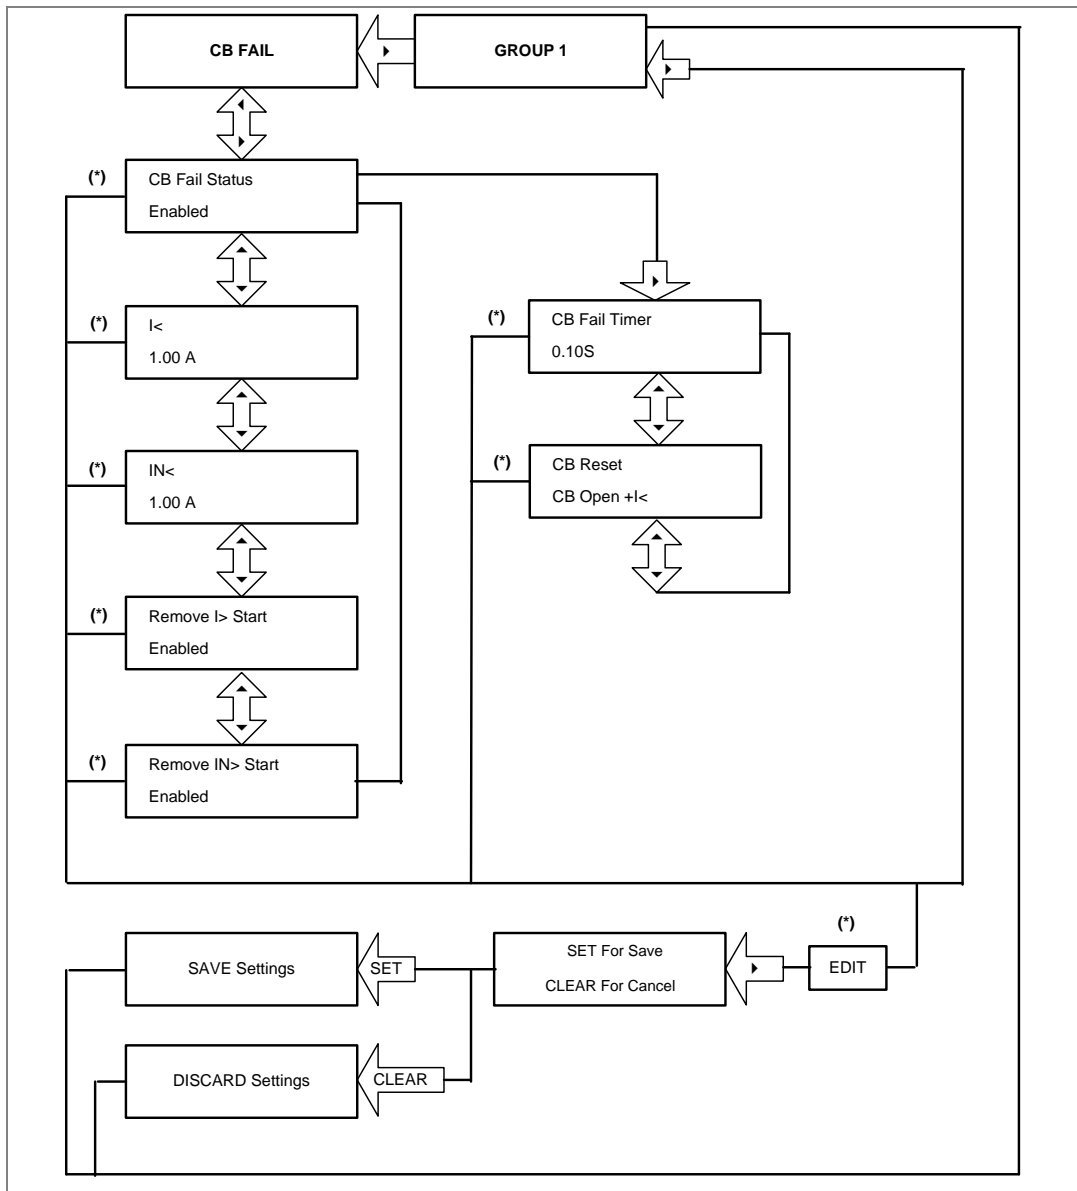 CB FAIL
GROUP 1
(*)
CB Fail Status
Enabled
(*)
I<
1.00 A
(*)
IN<
1.00 A
(*)
Remove I> Start
Enabled
(*)
Remove IN> Start
Enabled
(*)
CB Fail Timer
0.10S
(*)
CB Reset
CB Open +I<
(*)
EDIT
SET For Save
CLEAR For Cancel
SET
SAVE Settings
CLEAR
DISCARD Settings